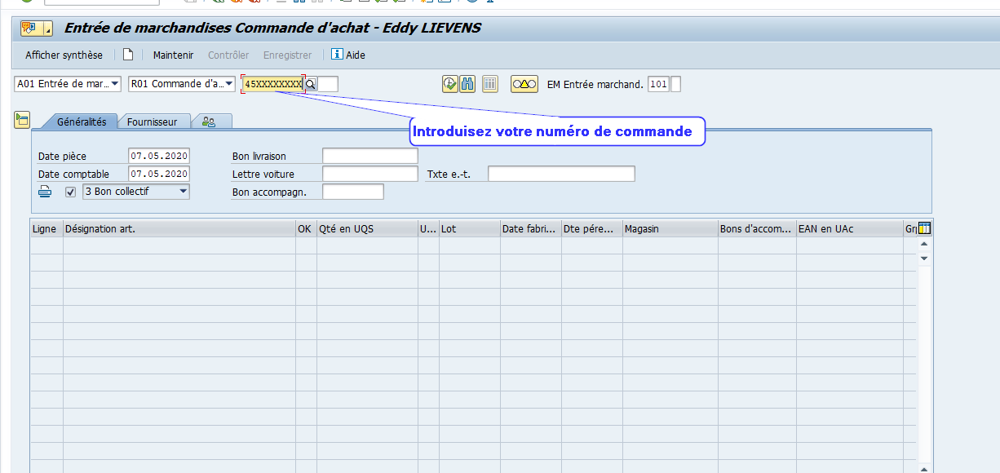 Entrée de marchandises Commande d'achat - Eddy LIEVENS
Afficher synthèse Maintenir Contrôler Enregistrer Aide
A01 Entrée de mar... R01 Commande d'a... 45XXXXXXXX EM Entrée marchand. 101
Introduisez votre numéro de commande
Généralités Fournisseur
Date pièce 07.05.2020 Bon livraison
Date comptable 07.05.2020 Lettre voiture Txte e.-t.
3 Bon collectif Bon accompagn.
Ligne Désignation art. OK Qté en UQS U... Lot Date fabri... Dte pére... Magasin Bons d'accom... EAN en UAc